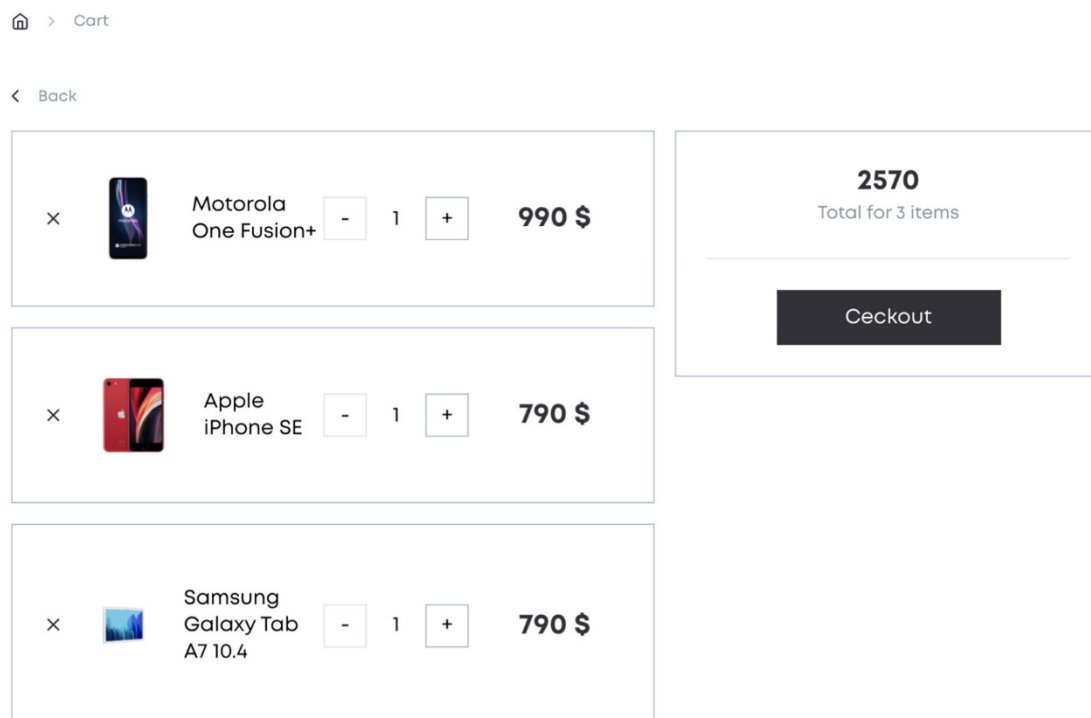 Cart
Back
Motorola
One Fusion+
-
1
+
990 $
2570
Total for 3 items
Ceckout
Apple
iPhone SE
-
1
+
790 $
Samsung
Galaxy Tab
A7 10.4
-
1
+
790 $